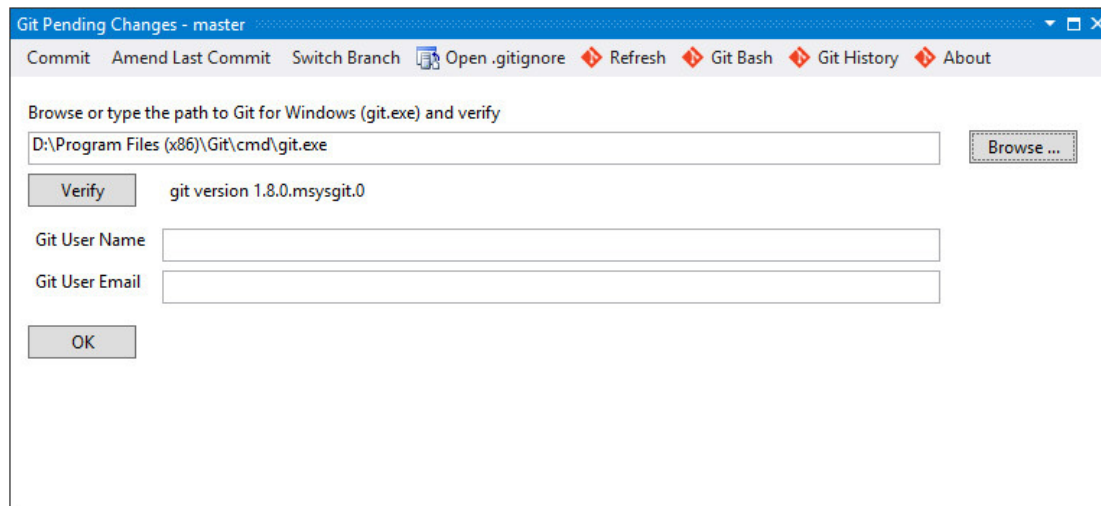 Git Pending Changes - master
Commit Amend Last Commit Switch Branch Open .gitignore Refresh Git Bash Git History About
Browse or type the path to Git for Windows (git.exe) and verify
D:\Program Files (x86)\Git\cmd\git.exe Browse ...
Verify git version 1.8.0.msysgit.0
Git User Name
Git User Email
OK